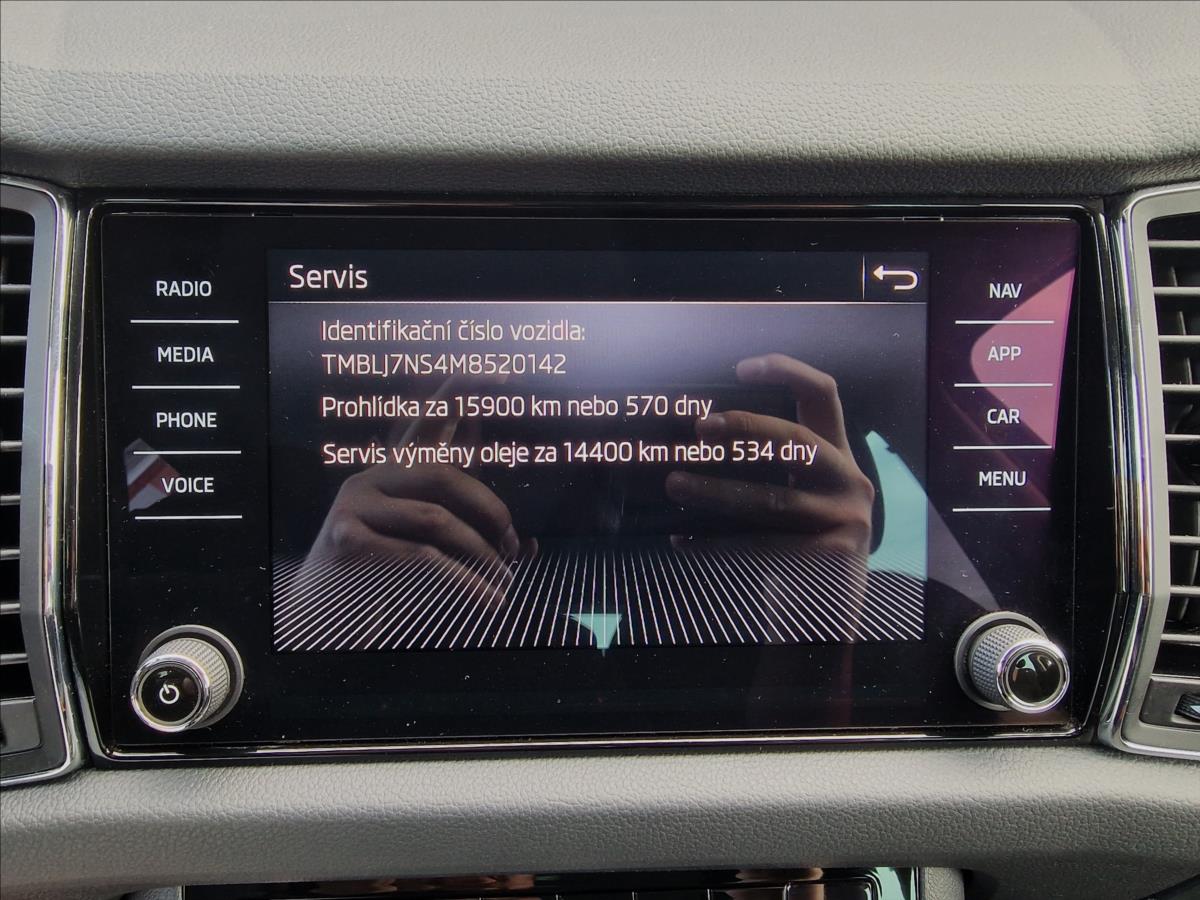 Servis
RADIO
MEDIA
PHONE
VOICE
Identifikační číslo vozidla:
TMBLJ7NS4M8520142
Prohlídka za 15900 km nebo 570 dny
Servis výměny oleje za 14400 km nebo 534 dny
NAV
APP
CAR
MENU